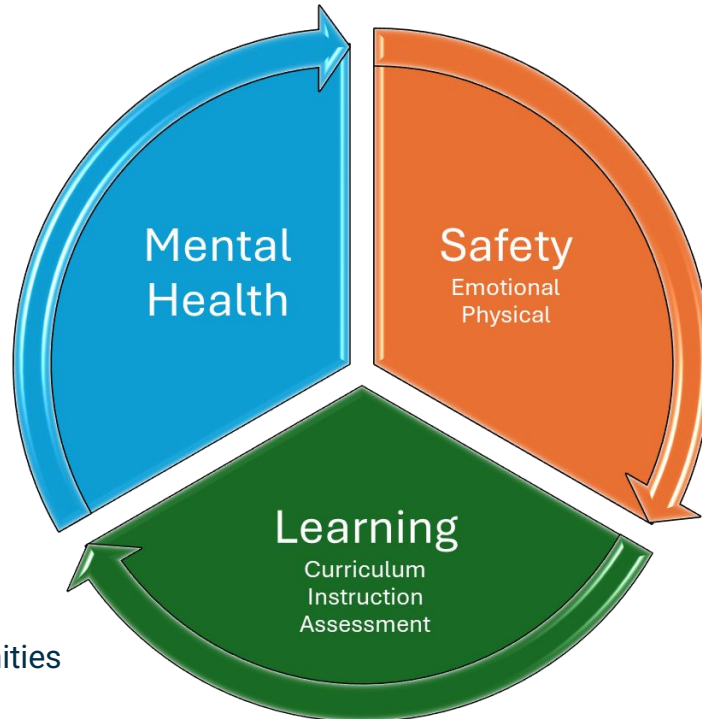 Mental
Health
Safety
Emotional
Physical
Learning
Curriculum
Instruction
Assessment